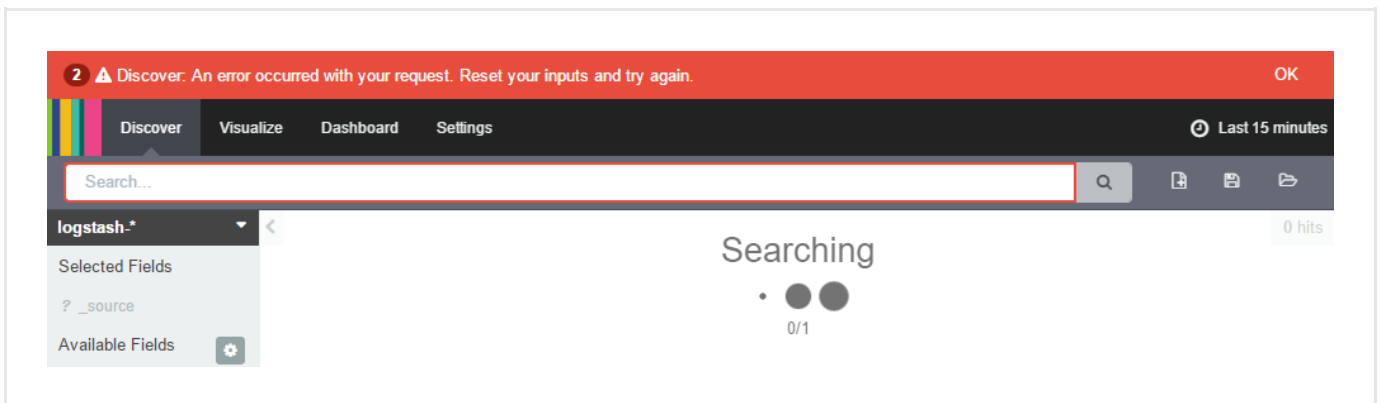 2 Discover: An error occurred with your request. Reset your inputs and try again. OK
Discover Visualize Dashboard Settings Last 15 minutes
Search...
logstash-* 0 hits
Searching
Selected Fields
? _source
0/1
Available Fields